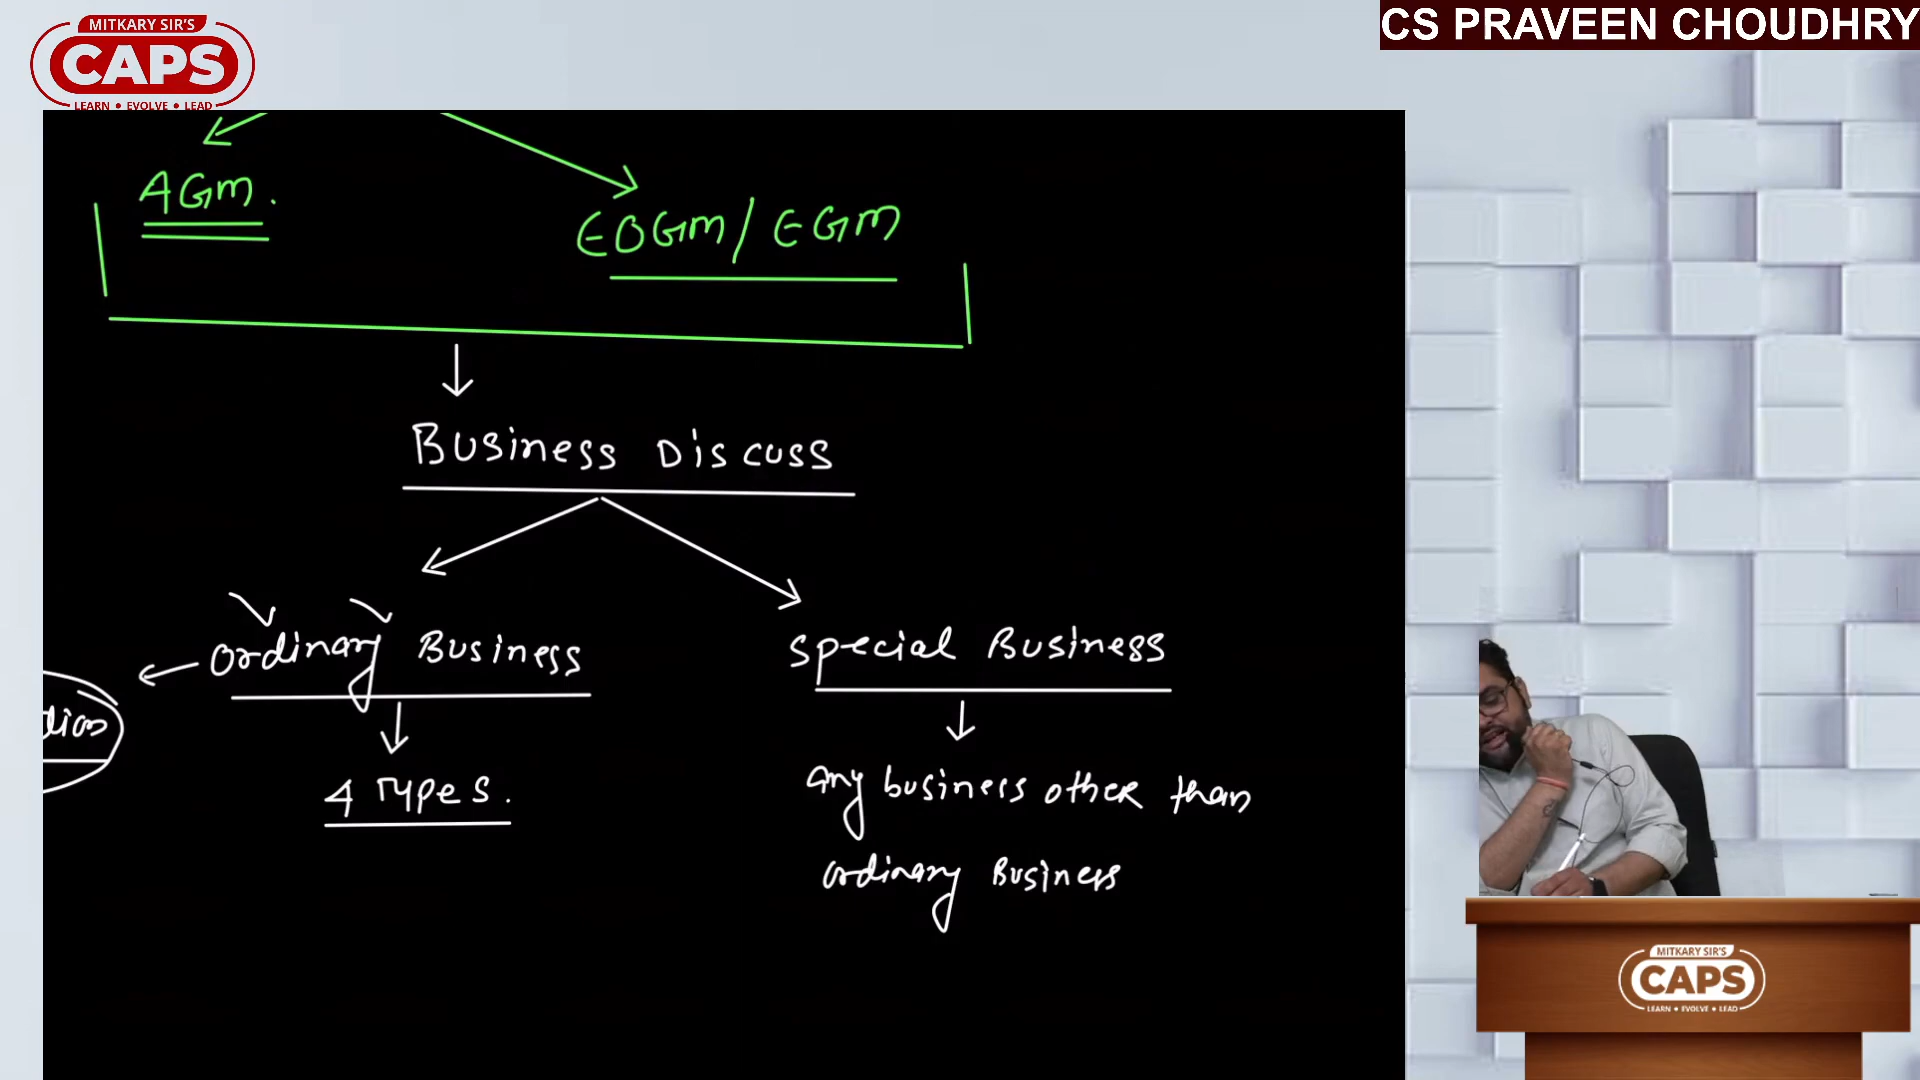 MITKARY SIR'S
CAPS
LEARN • EVOLVE • LEAD
CS PRAVEEN CHOUDHRY
AGM.
EOGM/ EGM
Business Discuss
ordinary Business
special Business
4 Types.
any business other than
ordinary Business
MITKARY SIR'S
CAPS
LEARN • EVOLVE • LEAD